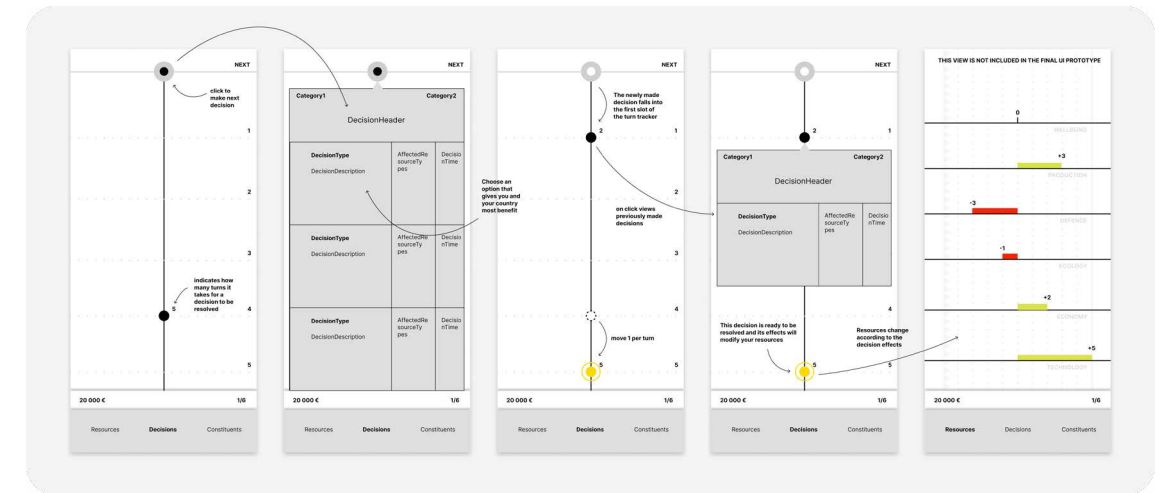 NEXT
click to
make next
decision
1
2
3
indicates how
many turns it
takes for a
decision to be
resolved
5
4
5
20 000 €
1/6
Resources
Decisions
Constituents
NEXT
Category1
Category2
DecisionHeader
DecisionType
DecisionDescription
AffectedRe
sourceTy
pes
Decisio
nTime
DecisionType
DecisionDescription
AffectedRe
sourceTy
pes
Decisio
nTime
DecisionType
DecisionDescription
AffectedRe
sourceTy
pes
Decisio
nTime
20 000 €
1/6
Resources
Decisions
Constituents
Choose an
option that
gives you and
your country
most benefit
NEXT
The newly made
decision falls into
the first slot of
the turn tracker
2
1
2
on click views
previously made
decisions
3
4
move 1 per turn
5
5
20 000 €
1/6
Resources
Decisions
Constituents
NEXT
2
1
Category1
Category2
DecisionHeader
DecisionType
DecisionDescription
AffectedRe
sourceTy
pes
Decisio
nTime
4
This decision is ready to be
resolved and its effects will
modify your resources
Resources change
according to the
decision effects
5
5
20 000 €
1/6
Resources
Decisions
Constituents
THIS VIEW IS NOT INCLUDED IN THE FINAL UI PROTOTYPE
0
WELLBEING
+3
PRODUCTION
-3
DEFENCE
-1
ECOLOGY
+2
ECONOMY
+5
TECHNOLOGY
20 000 €
1/6
Resources
Decisions
Constituents